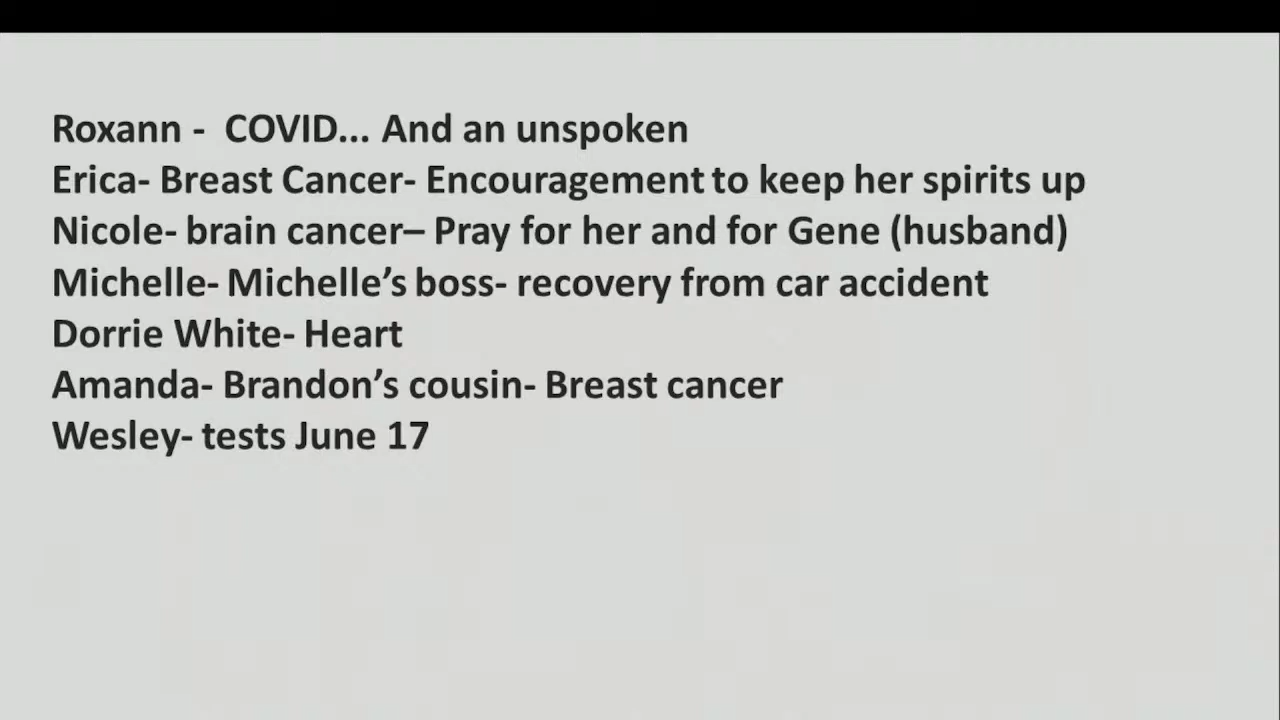 Roxann -  COVID... And an unspoken
Erica- Breast Cancer- Encouragement to keep her spirits up
Nicole- brain cancer– Pray for her and for Gene (husband)
Michelle- Michelle’s boss- recovery from car accident
Dorrie White- Heart
Amanda- Brandon’s cousin- Breast cancer
Wesley- tests June 17